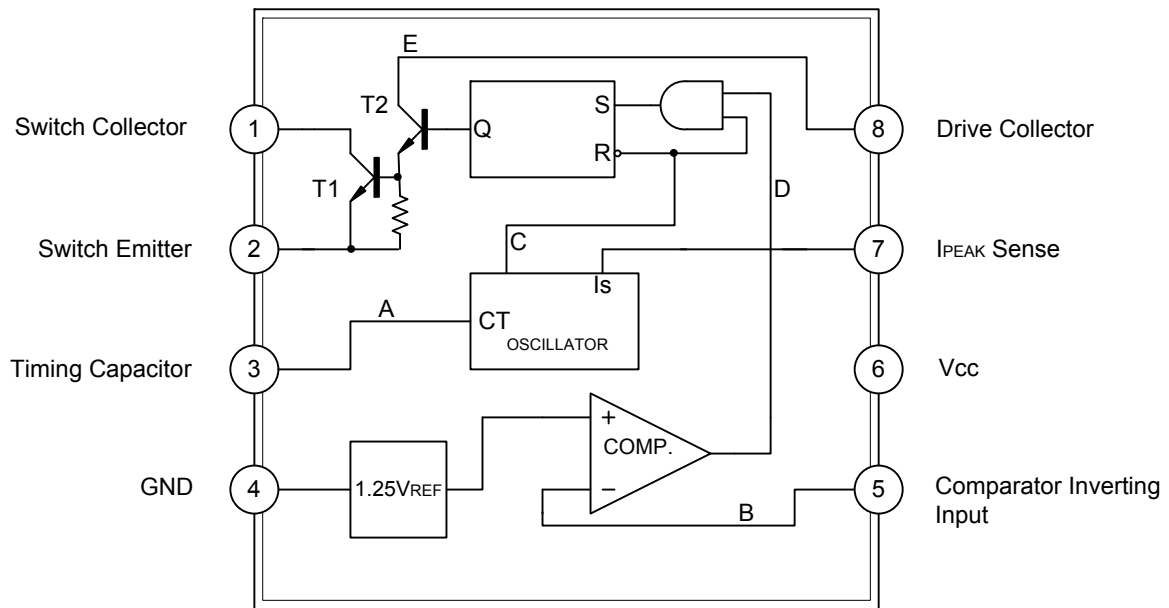 E
T2
S
Q
R
Switch Collector
1
8
Drive Collector
T1
D
Switch Emitter
2
C
7
IPEAK Sense
Is
A
CT
OSCILLATOR
Timing Capacitor
3
6
Vcc
+
COMP.
GND
4
1.25VREF
−
5
Comparator Inverting
Input
B